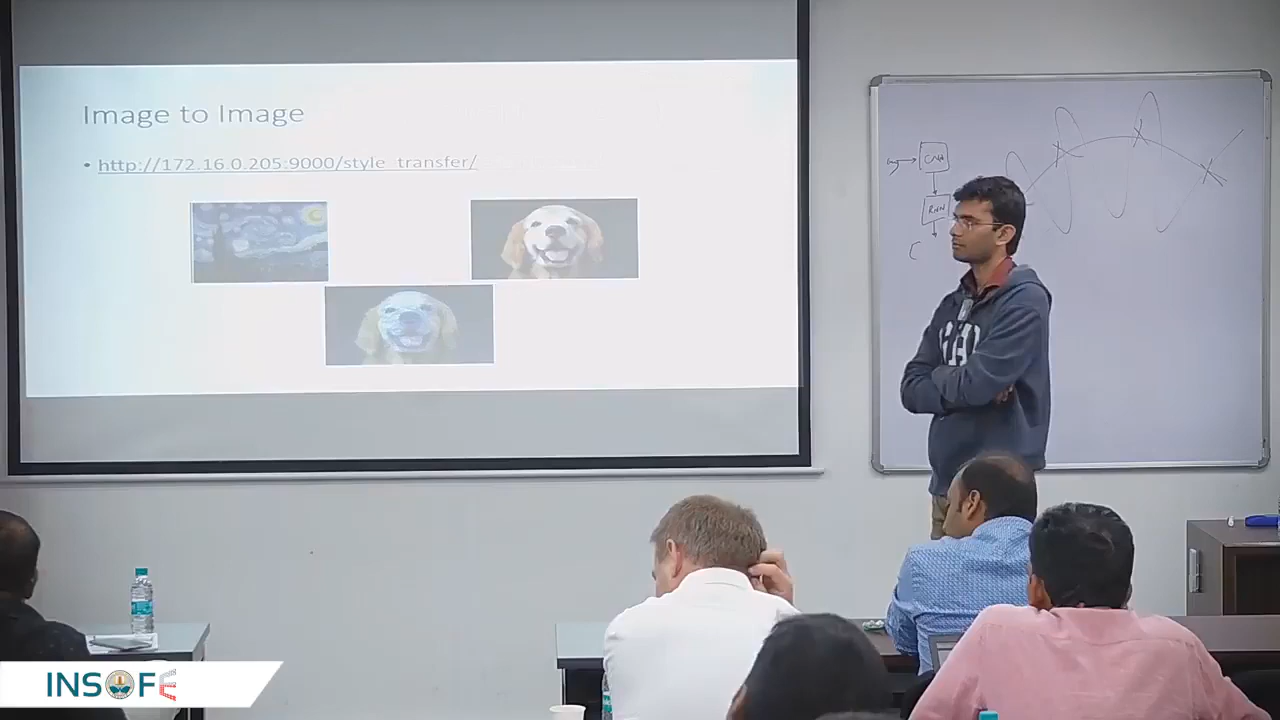 Image to Image
• http://172.16.0.205:9000/style_transfer/
CNN
RNN
C
INSOFE